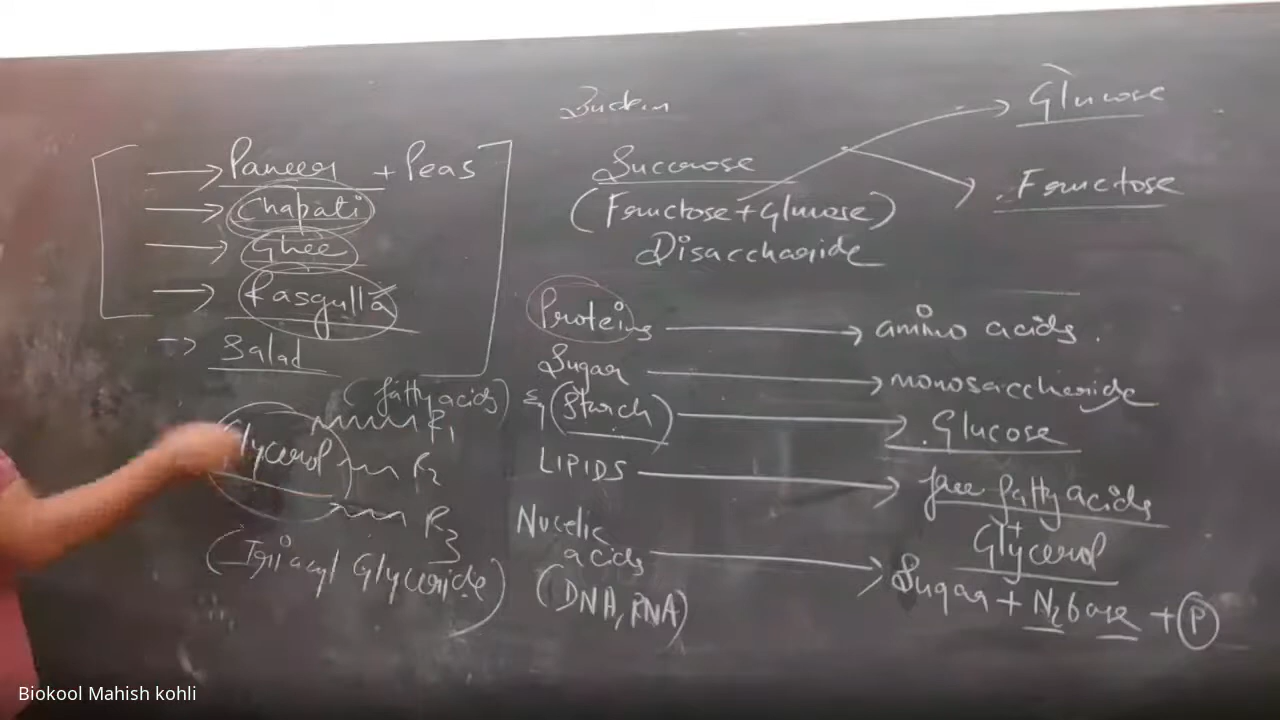 → Paneer + Peas
→ Chapati
→ Ghee
→ Rasgulla
→ Salad
(fatty acids)
Glycerol R1
R2
R3
(Triacyl Glyceride)
Sucrose
(Fructose + Glucose)
Disaccharide
Glucose
Fructose
Proteins → amino acids.
Sugar → monosaccharide
(Starch) → Glucose
LIPIDS → free fatty acids
+
Glycerol
Nucelic
acids → Sugar + N2 base + P
(DNA, RNA)
Biokool Mahish kohli